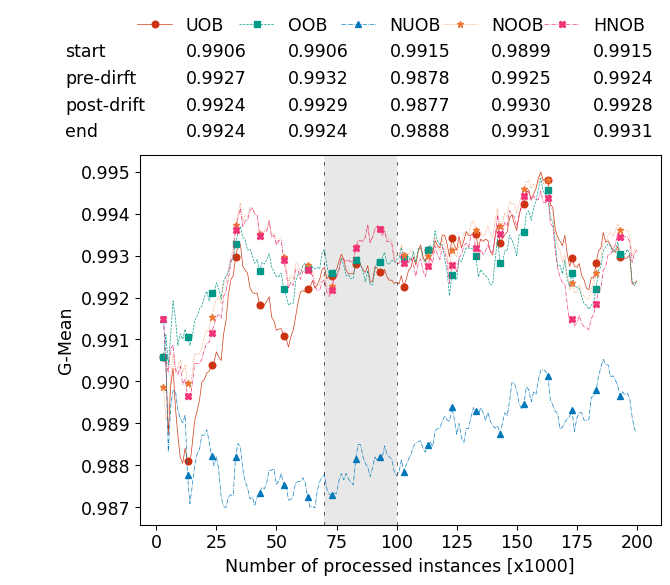 UOB OOB NUOB NOOB HNOB
start 0.9906 0.9906 0.9915 0.9899 0.9915
pre-dirft 0.9927 0.9932 0.9878 0.9925 0.9924
post-drift 0.9924 0.9929 0.9877 0.9930 0.9928
end 0.9924 0.9924 0.9888 0.9931 0.9931
0.995
0.994
0.993
0.992
0.991
0.990
0.989
0.988
0.987
G-Mean
0 25 50 75 100 125 150 175 200
Number of processed instances [x1000]